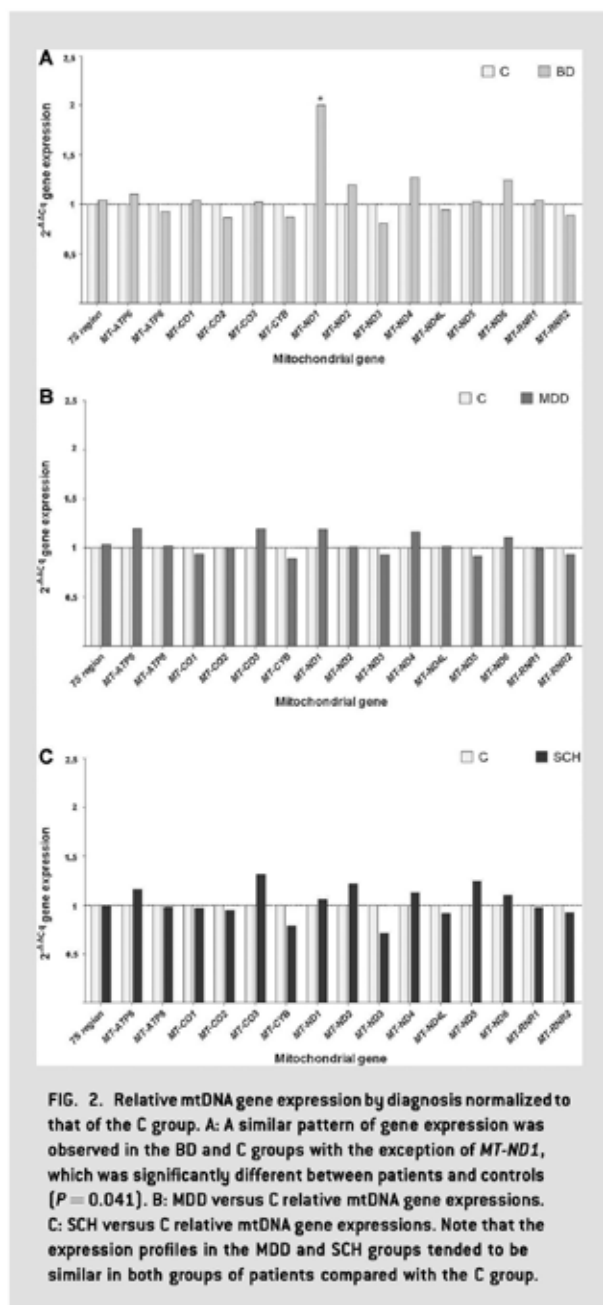 A
2,5
C BD
2
*
1,5
1
0,5
2^-ΔΔCq gene expression
7S region MT-ATP6 MT-ATP8 MT-CO1 MT-CO2 MT-CO3 MT-CYB MT-ND1 MT-ND2 MT-ND3 MT-ND4 MT-ND4L MT-ND5 MT-ND6 MT-RNR1 MT-RNR2
Mitochondrial gene
B
2,5
C MDD
2
1,5
1
0,5
2^-ΔΔCq gene expression
7S region MT-ATP6 MT-ATP8 MT-CO1 MT-CO2 MT-CO3 MT-CYB MT-ND1 MT-ND2 MT-ND3 MT-ND4 MT-ND4L MT-ND5 MT-ND6 MT-RNR1 MT-RNR2
Mitochondrial gene
C
2,5
C SCH
2
1,5
1
0,5
2^-ΔΔCq gene expression
7S region MT-ATP6 MT-ATP8 MT-CO1 MT-CO2 MT-CO3 MT-CYB MT-ND1 MT-ND2 MT-ND3 MT-ND4 MT-ND4L MT-ND5 MT-ND6 MT-RNR1 MT-RNR2
Mitochondrial gene
FIG. 2. Relative mtDNA gene expression by diagnosis normalized to
that of the C group. A: A similar pattern of gene expression was
observed in the BD and C groups with the exception of MT-ND1,
which was significantly different between patients and controls
(P = 0.041). B: MDD versus C relative mtDNA gene expressions.
C: SCH versus C relative mtDNA gene expressions. Note that the
expression profiles in the MDD and SCH groups tended to be
similar in both groups of patients compared with the C group.